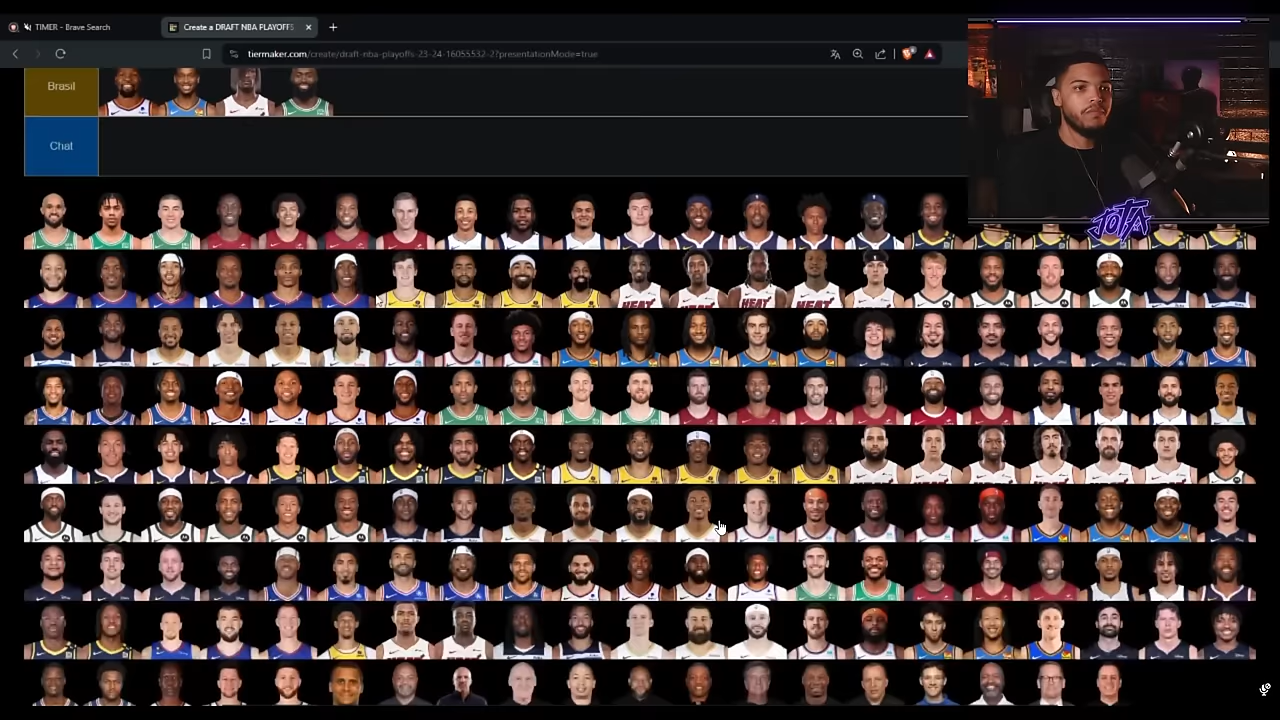 TIMER - Brave Search
Create a DRAFT NBA PLAYOFFS
tiermaker.com/create/draft-nba-playoffs-23-24-16055532-2?presentationMode=true
Brasil
Chat
JOTA
HEAT HEAT HEAT HEAT